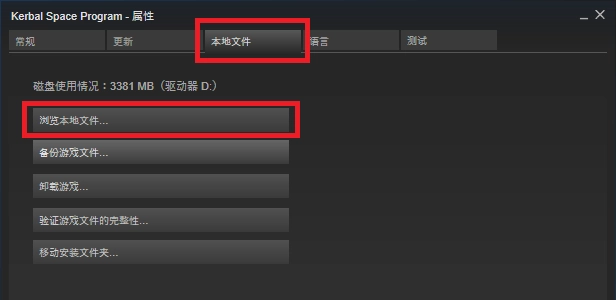 Kerbal Space Program - 属性
常规 更新 本地文件 语言 测试
磁盘使用情况：3381 MB（驱动器 D:）
浏览本地文件...
备份游戏文件...
卸载游戏...
验证游戏文件的完整性...
移动安装文件夹...